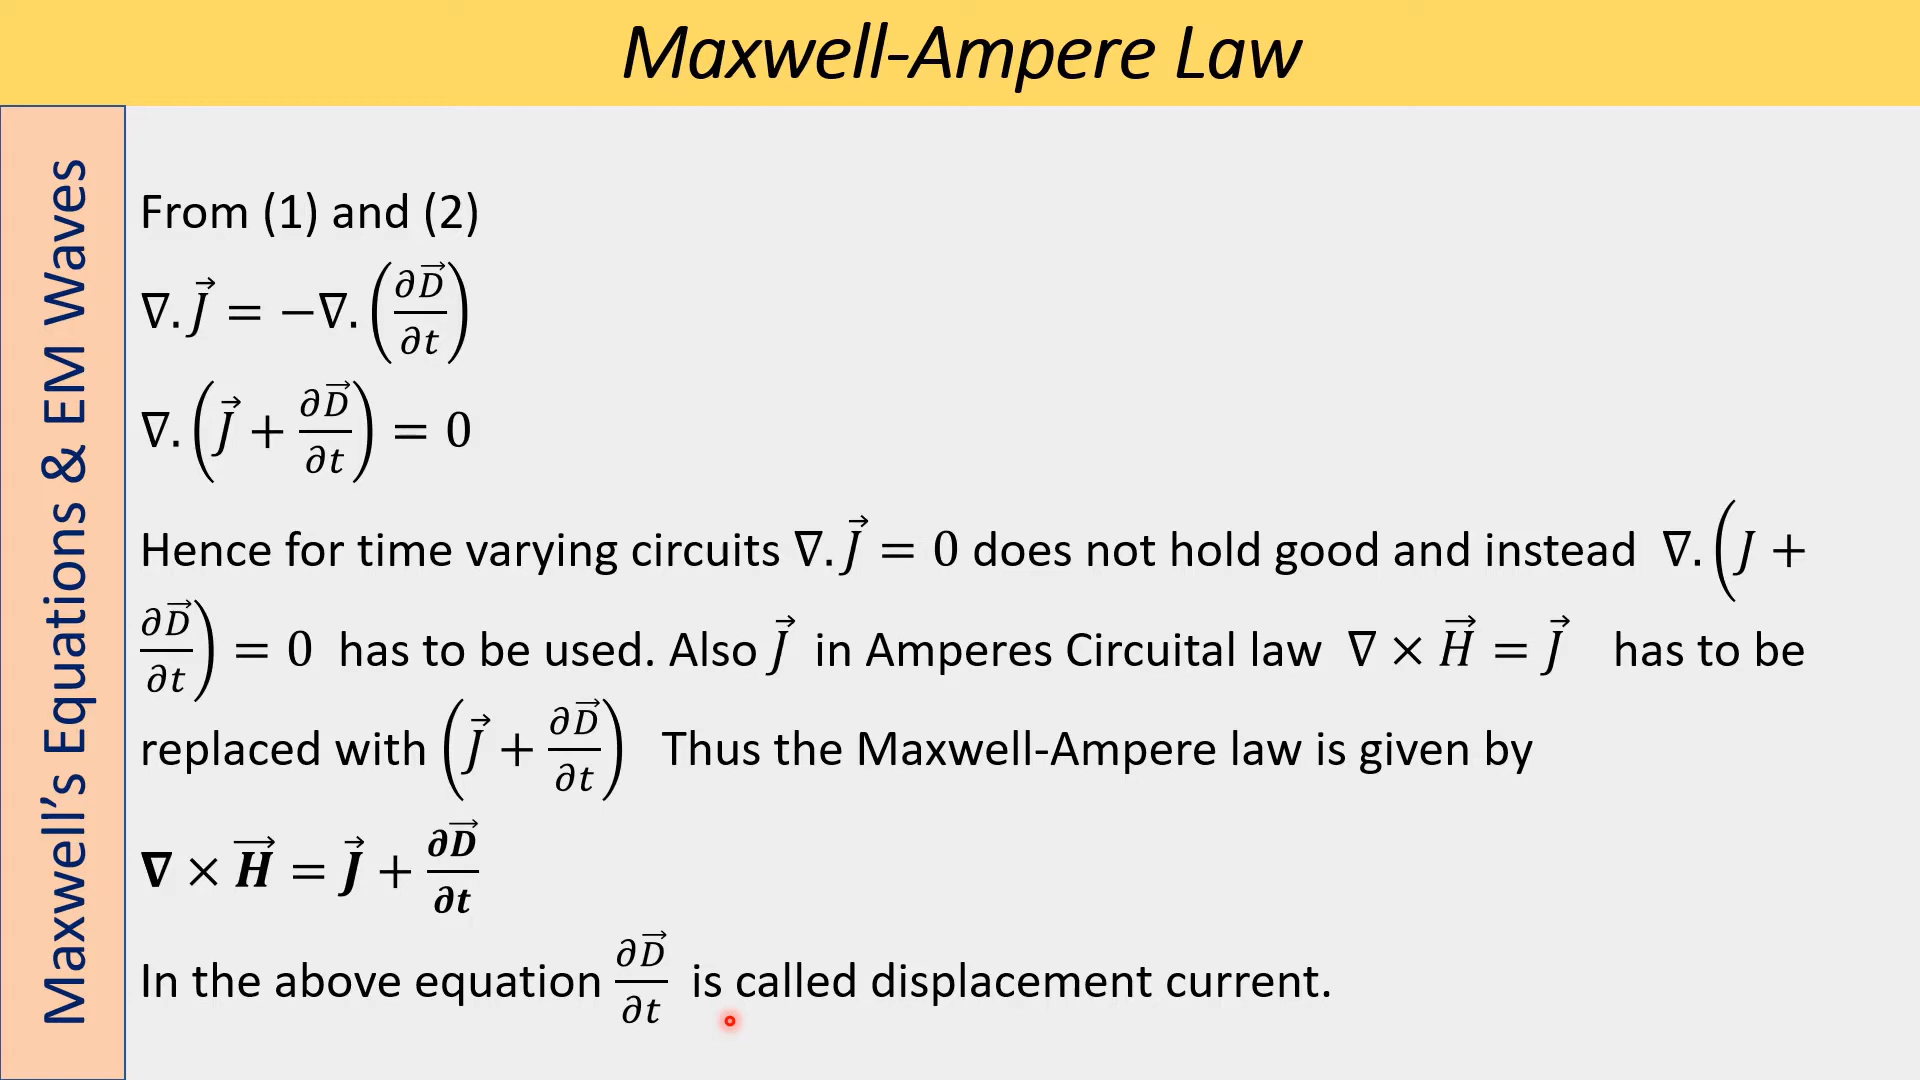 Maxwell-Ampere Law
Maxwell's Equations & EM Waves
From (1) and (2)
∇.J⃗ = −∇.(∂D⃗/∂t)
∇.(J⃗ + ∂D⃗/∂t) = 0
Hence for time varying circuits ∇.J⃗ = 0 does not hold good and instead ∇.(J +
∂D⃗/∂t) = 0 has to be used. Also J⃗ in Amperes Circuital law ∇ × H⃗ = J⃗ has to be
replaced with (J⃗ + ∂D⃗/∂t) Thus the Maxwell-Ampere law is given by
∇ × H⃗ = J⃗ + ∂D⃗/∂t
In the above equation ∂D⃗/∂t is called displacement current.